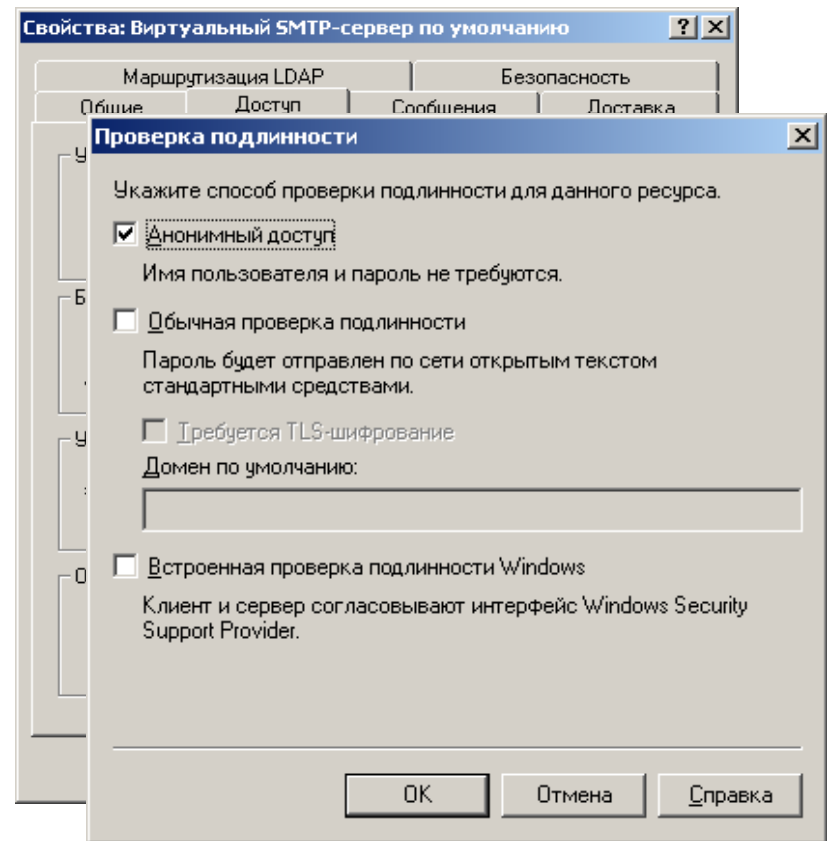 Свойства: Виртуальный SMTP-сервер по умолчанию
Маршрутизация LDAP
Безопасность
Общие
Доступ
Сообщения
Доставка
Проверка подлинности
Укажите способ проверки подлинности для данного ресурса.
Анонимный доступ
Имя пользователя и пароль не требуются.
Обычная проверка подлинности
Пароль будет отправлен по сети открытым текстом
стандартными средствами.
Требуется TLS-шифрование
Домен по умолчанию:
Встроенная проверка подлинности Windows
Клиент и сервер согласовывают интерфейс Windows Security
Support Provider.
OK
Отмена
Справка